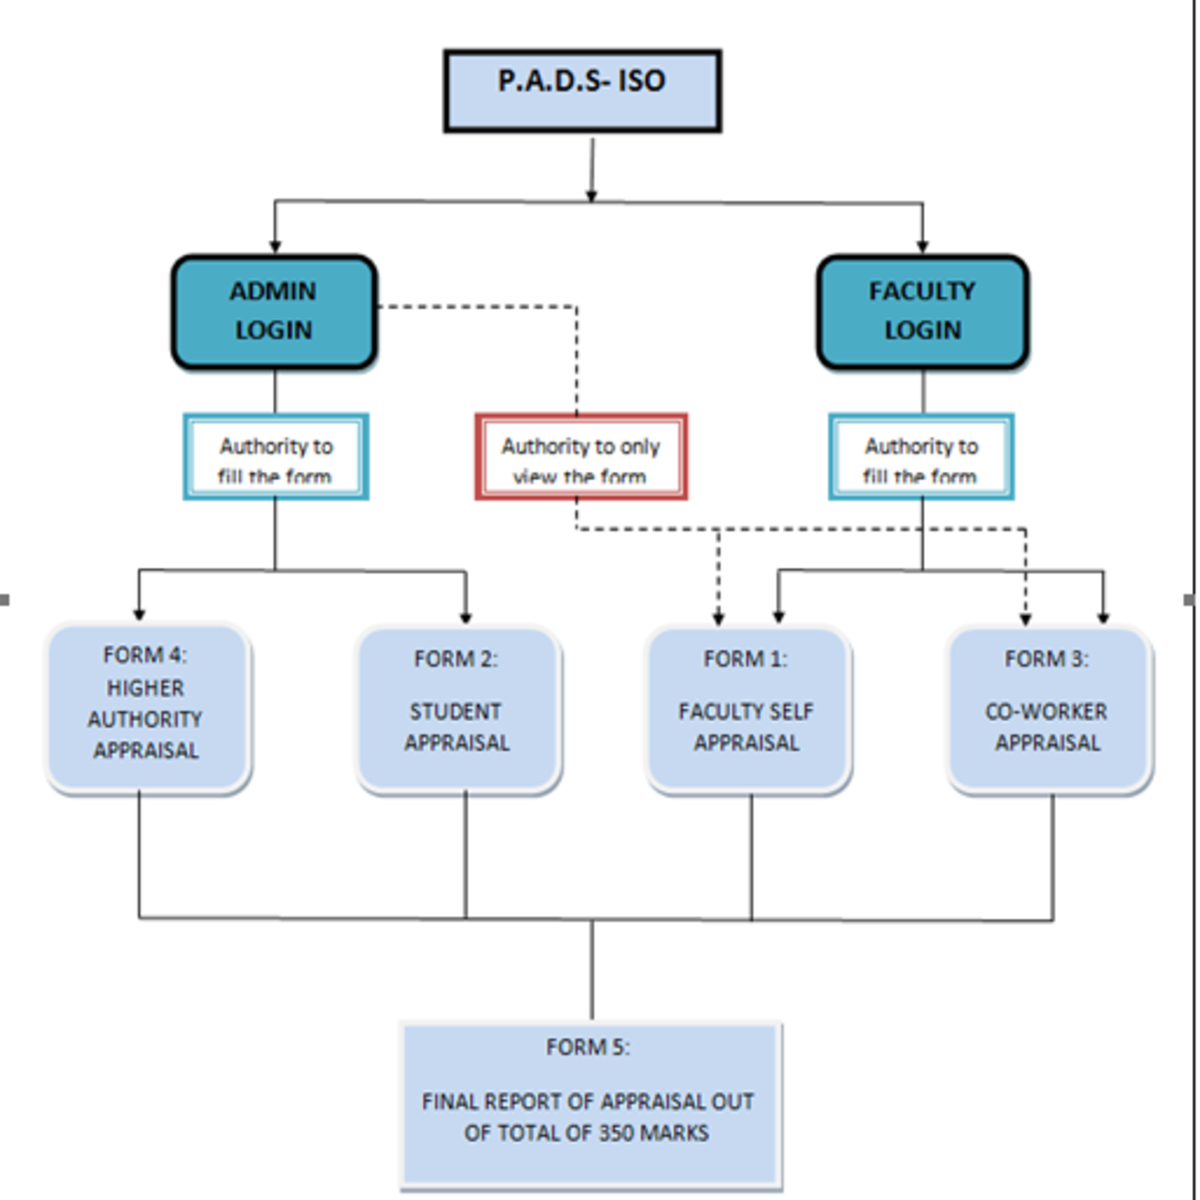 P.A.D.S- ISO
ADMIN
LOGIN
FACULTY
LOGIN
Authority to
fill the form
Authority to only
view the form
Authority to
fill the form
FORM 4:
HIGHER
AUTHORITY
APPRAISAL
FORM 2:
STUDENT
APPRAISAL
FORM 1:
FACULTY SELF
APPRAISAL
FORM 3:
CO-WORKER
APPRAISAL
FORM 5:
FINAL REPORT OF APPRAISAL OUT
OF TOTAL OF 350 MARKS